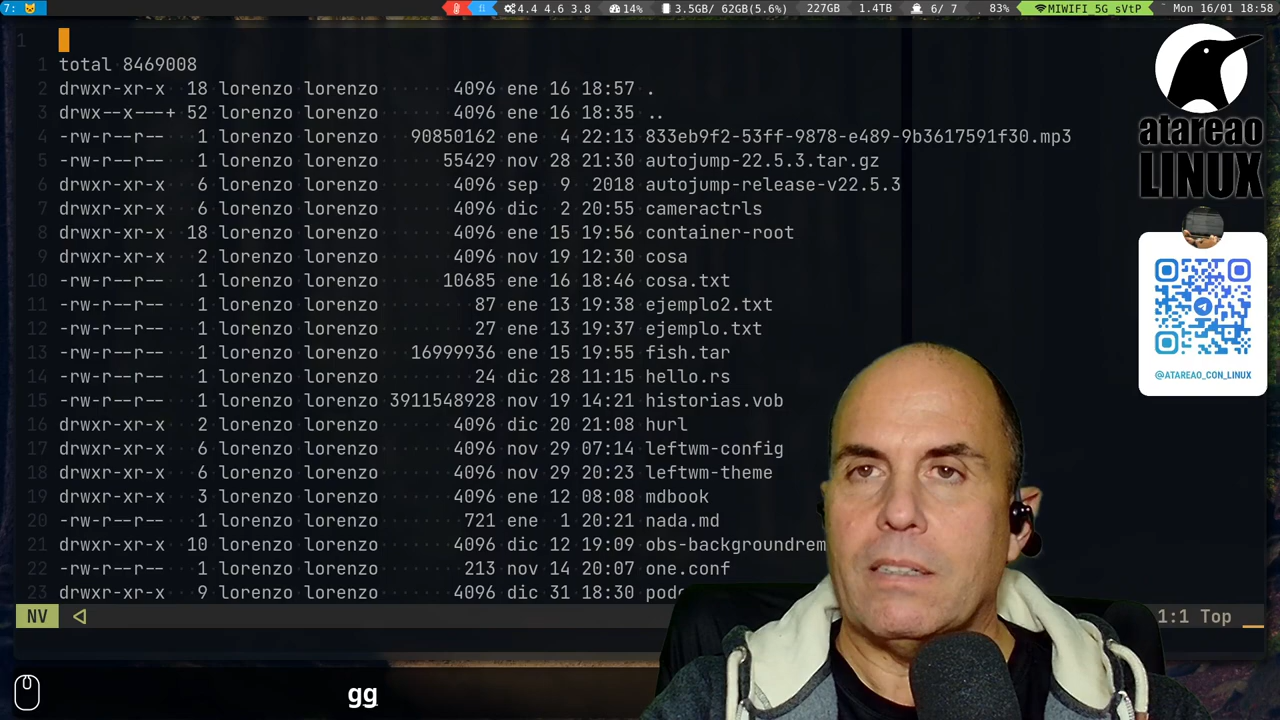 7: 4.4 4.6 3.8 14% 3.5GB/ 62GB(5.6%) 227GB 1.4TB 6/ 7 83% MIWIFI 5G sVtP Mon 16/01 18:58
1
1 total 8469008
2 drwxr-xr-x 18 lorenzo lorenzo 4096 ene 16 18:57 .
3 drwx--x---+ 52 lorenzo lorenzo 4096 ene 16 18:35 ..
4 -rw-r--r-- 1 lorenzo lorenzo 90850162 ene 4 22:13 833eb9f2-53ff-9878-e489-9b3617591f30.mp3
5 -rw-r--r-- 1 lorenzo lorenzo 55429 nov 28 21:30 autojump-22.5.3.tar.gz
6 drwxr-xr-x 6 lorenzo lorenzo 4096 sep 9 2018 autojump-release-v22.5.3
7 drwxr-xr-x 6 lorenzo lorenzo 4096 dic 2 20:55 cameractrls
8 drwxr-xr-x 18 lorenzo lorenzo 4096 ene 15 19:56 container-root
9 drwxr-xr-x 2 lorenzo lorenzo 4096 nov 19 12:30 cosa
10 -rw-r--r-- 1 lorenzo lorenzo 10685 ene 16 18:46 cosa.txt
11 -rw-r--r-- 1 lorenzo lorenzo 87 ene 13 19:38 ejemplo2.txt
12 -rw-r--r-- 1 lorenzo lorenzo 27 ene 13 19:37 ejemplo.txt
13 -rw-r--r-- 1 lorenzo lorenzo 16999936 ene 15 19:55 fish.tar
14 -rw-r--r-- 1 lorenzo lorenzo 24 dic 28 11:15 hello.rs
15 -rw-r--r-- 1 lorenzo lorenzo 3911548928 nov 19 14:21 historias.vob
16 drwxr-xr-x 2 lorenzo lorenzo 4096 dic 20 21:08 hurl
17 drwxr-xr-x 6 lorenzo lorenzo 4096 nov 29 07:14 leftwm-config
18 drwxr-xr-x 6 lorenzo lorenzo 4096 nov 29 20:23 leftwm-theme
19 drwxr-xr-x 3 lorenzo lorenzo 4096 ene 12 08:08 mdbook
20 -rw-r--r-- 1 lorenzo lorenzo 721 ene 1 20:21 nada.md
21 drwxr-xr-x 10 lorenzo lorenzo 4096 dic 12 19:09 obs-backgroundrem
22 -rw-r--r-- 1 lorenzo lorenzo 213 nov 14 20:07 one.conf
23 drwxr-xr-x 9 lorenzo lorenzo 4096 dic 31 18:30
NV 1:1 Top
gg
atareao
LINUX
@ATAREAO_CON_LINUX